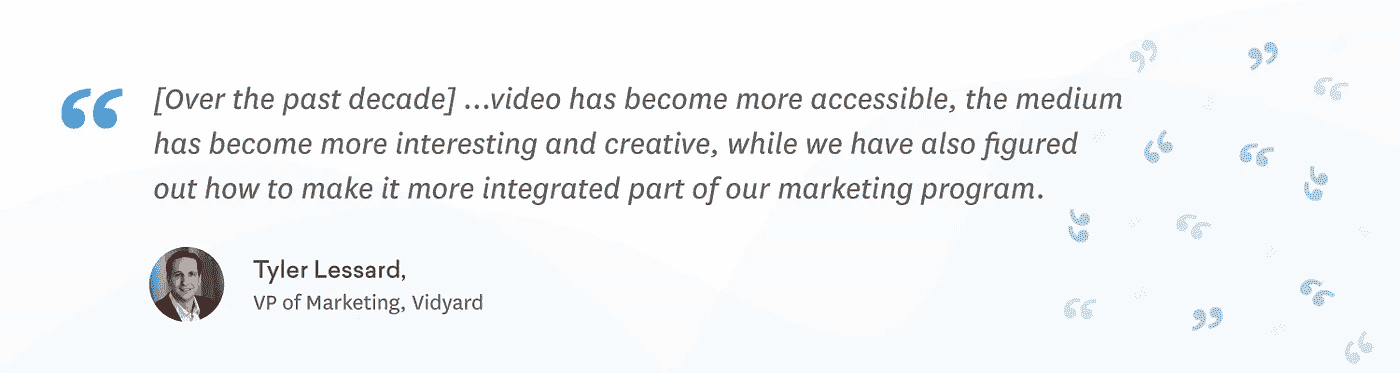 [Over the past decade] ...video has become more accessible, the medium
has become more interesting and creative, while we have also figured
out how to make it more integrated part of our marketing program.
Tyler Lessard,
VP of Marketing, Vidyard